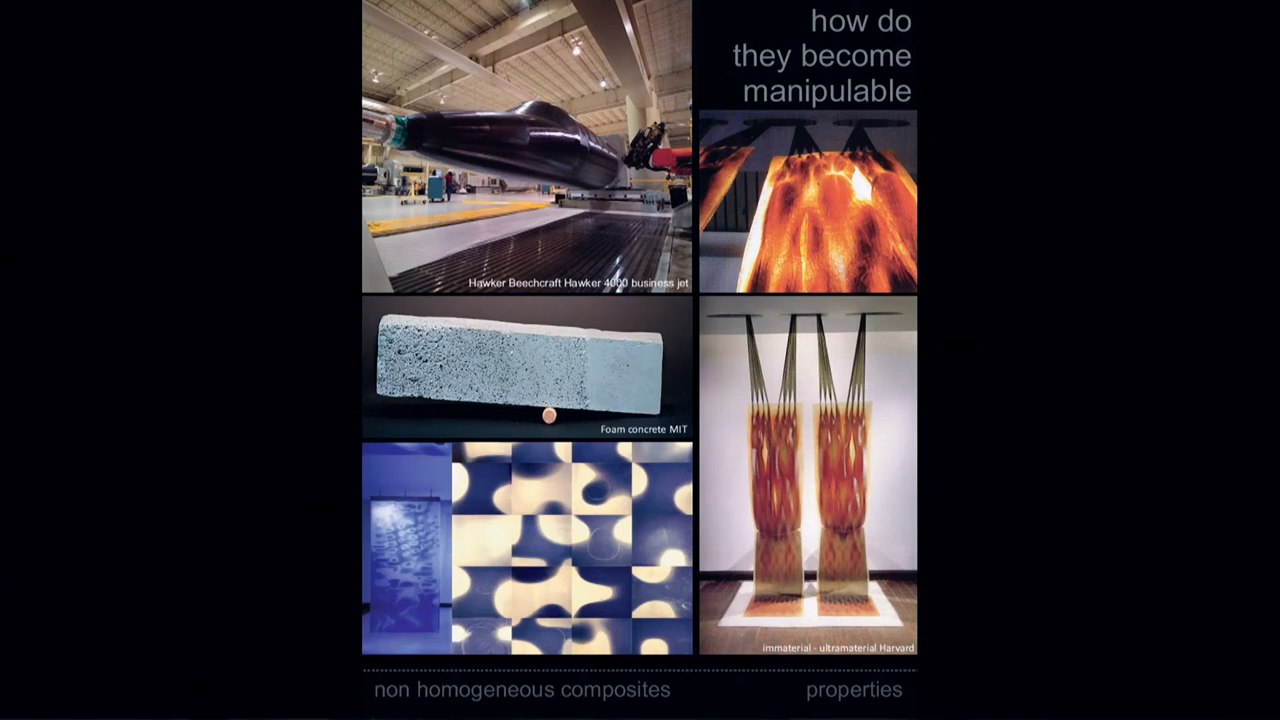 how do
they become
manipulable
Hawker Beechcraft Hawker 4000 business jet
Foam concrete MIT
immaterial - ultramaterial Harvard
non homogeneous composites
properties